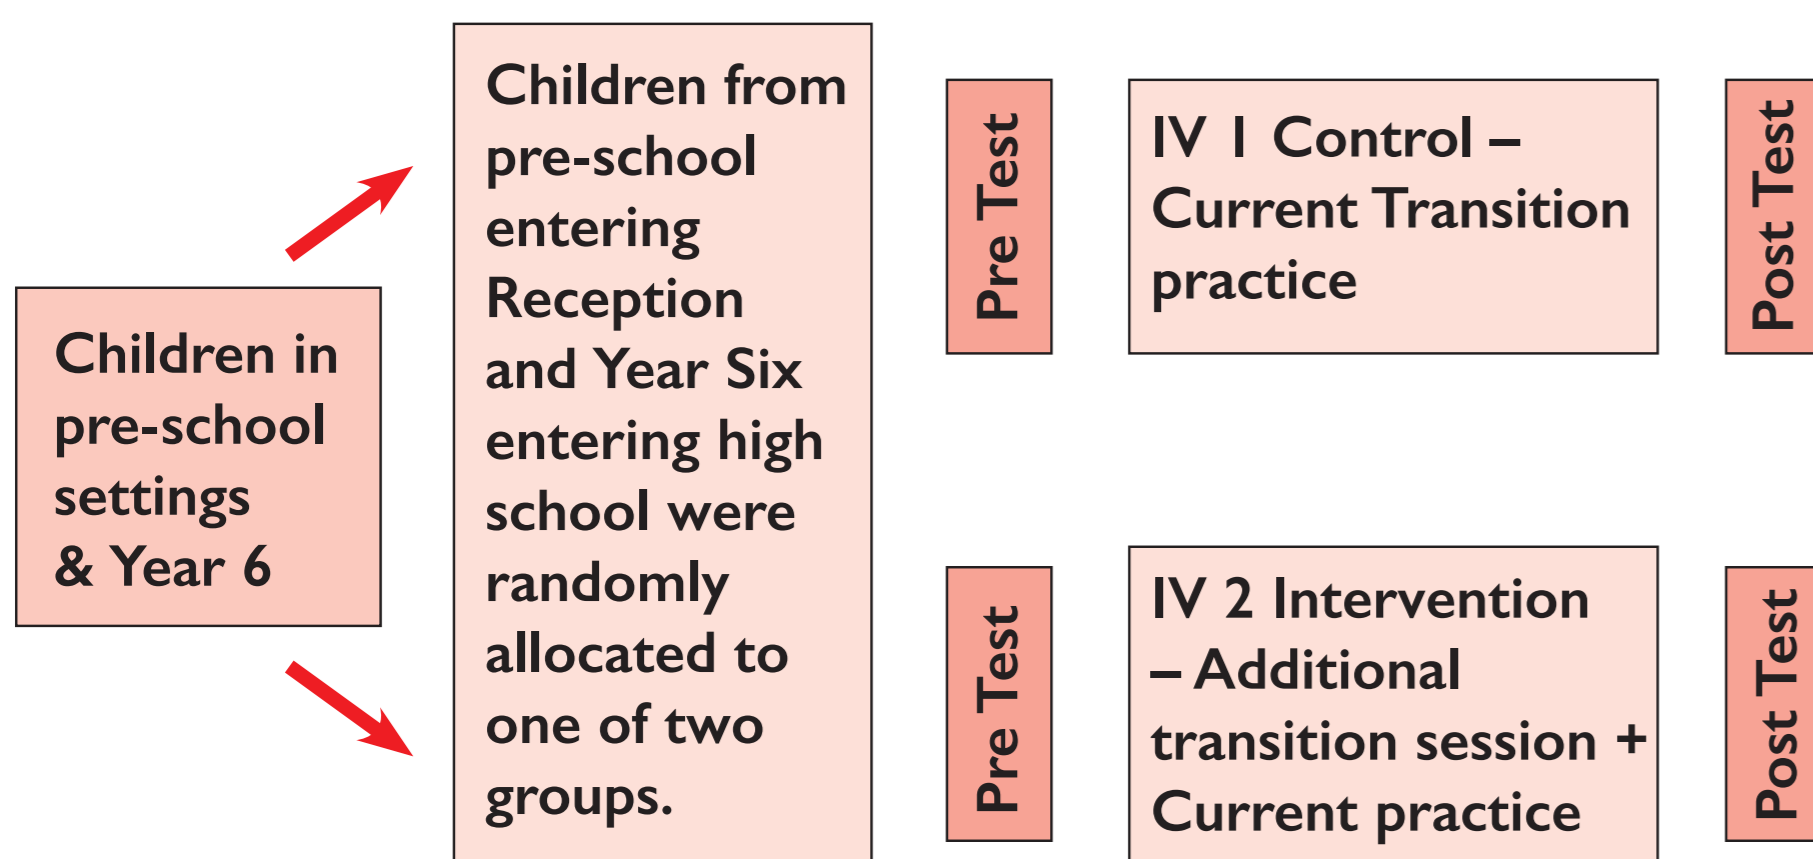 Children in
pre-school
settings
& Year 6
Children from
pre-school
entering
Reception
and Year Six
entering high
school were
randomly
allocated to
one of two
groups.
Pre Test
IV 1 Control –
Current Transition
practice
Post Test
Pre Test
IV 2 Intervention
– Additional
transition session +
Current practice
Post Test